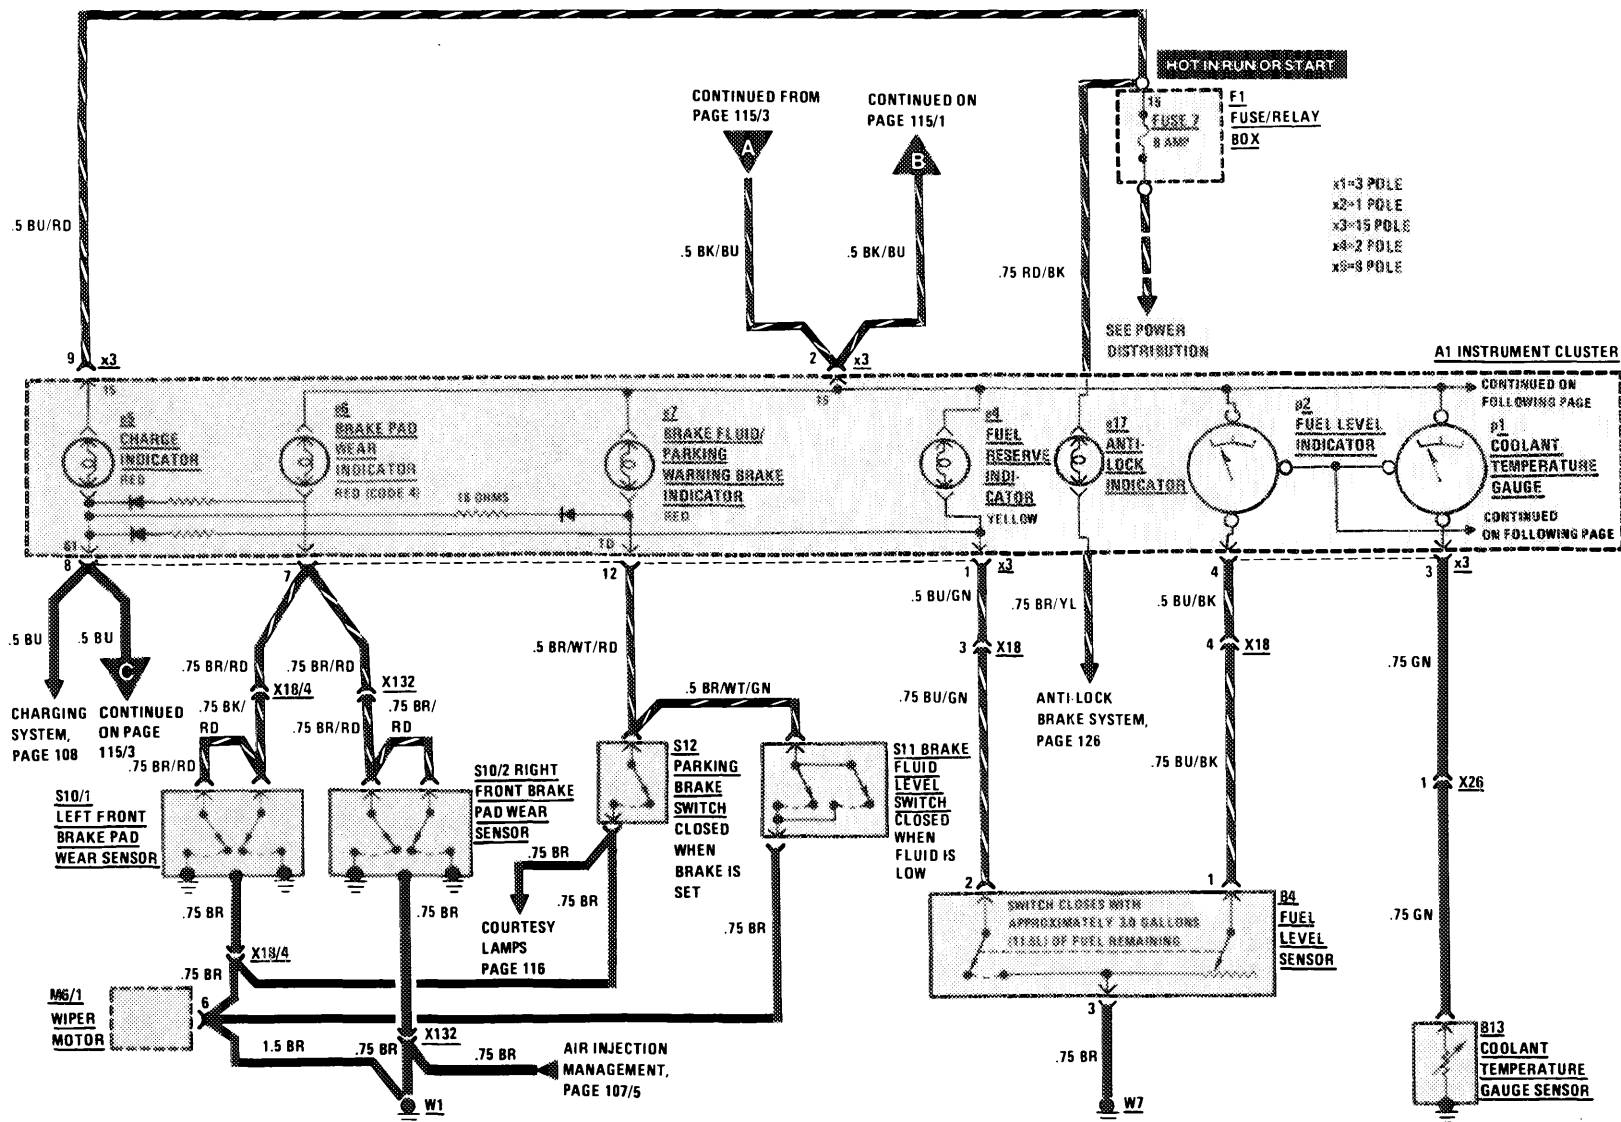 HOT IN RUN OR START
CONTINUED FROM
PAGE 115/3
A
CONTINUED ON
PAGE 115/1
B
15
FUSE 7
8 AMP
F1
FUSE/RELAY
BOX
x1=3 POLE
x2=1 POLE
x3=15 POLE
x4=2 POLE
.5 BU/RD
.5 BK/BU
.5 BK/BU
.75 RD/BK
SEE POWER
DISTRIBUTION
9
x3
2
x3
A1 INSTRUMENT CLUSTER
15
15
CONTINUED ON
FOLLOWING PAGE
e5
CHARGE
INDICATOR
RED
e6
BRAKE PAD
WEAR
INDICATOR
RED (CODE 4)
e7
BRAKE FLUID/
PARKING
WARNING BRAKE
INDICATOR
RED
e4
FUEL
RESERVE
INDI-
CATOR
YELLOW
e17
ANTI-
LOCK
INDICATOR
p2
FUEL LEVEL
INDICATOR
p1
COOLANT
TEMPERATURE
GAUGE
18 OHMS
CONTINUED
ON FOLLOWING PAGE
61
1D
8
7
12
1
x3
4
3
x3
.5 BU
.5 BU
C
.75 BR/RD
.75 BR/RD
.5 BR/WT/RD
.5 BU/GN
.75 BR/YL
.5 BU/BK
3
X18
4
X18
.75 GN
X18/4
X132
.5 BR/WT/GN
.75 BU/GN
CHARGING
SYSTEM,
PAGE 108
CONTINUED
ON PAGE
115/3
.75 BK/
RD
.75 BR/RD
.75 BR/
RD
.75 BR/RD
ANTI-LOCK
BRAKE SYSTEM,
PAGE 126
.75 BU/BK
S10/1
LEFT FRONT
BRAKE PAD
WEAR SENSOR
S10/2 RIGHT
FRONT BRAKE
PAD WEAR
SENSOR
S12
PARKING
BRAKE
SWITCH
CLOSED
WHEN
BRAKE IS
SET
S11 BRAKE
FLUID
LEVEL
SWITCH
CLOSED
WHEN
FLUID IS
LOW
1
X26
.75 BR
.75 BR
.75 BR
.75 BR
.75 BR
COURTESY
LAMPS
PAGE 116
2
1
SWITCH CLOSES WITH
APPROXIMATELY 3.0 GALLONS
OF FUEL REMAINING
B4
FUEL
LEVEL
SENSOR
.75 GN
X18/4
.75 BR
M6/1
WIPER
MOTOR
6
1.5 BR
.75 BR
X132
.75 BR
AIR INJECTION
MANAGEMENT,
PAGE 107/5
W1
3
.75 BR
W7
B13
COOLANT
TEMPERATURE
GAUGE SENSOR